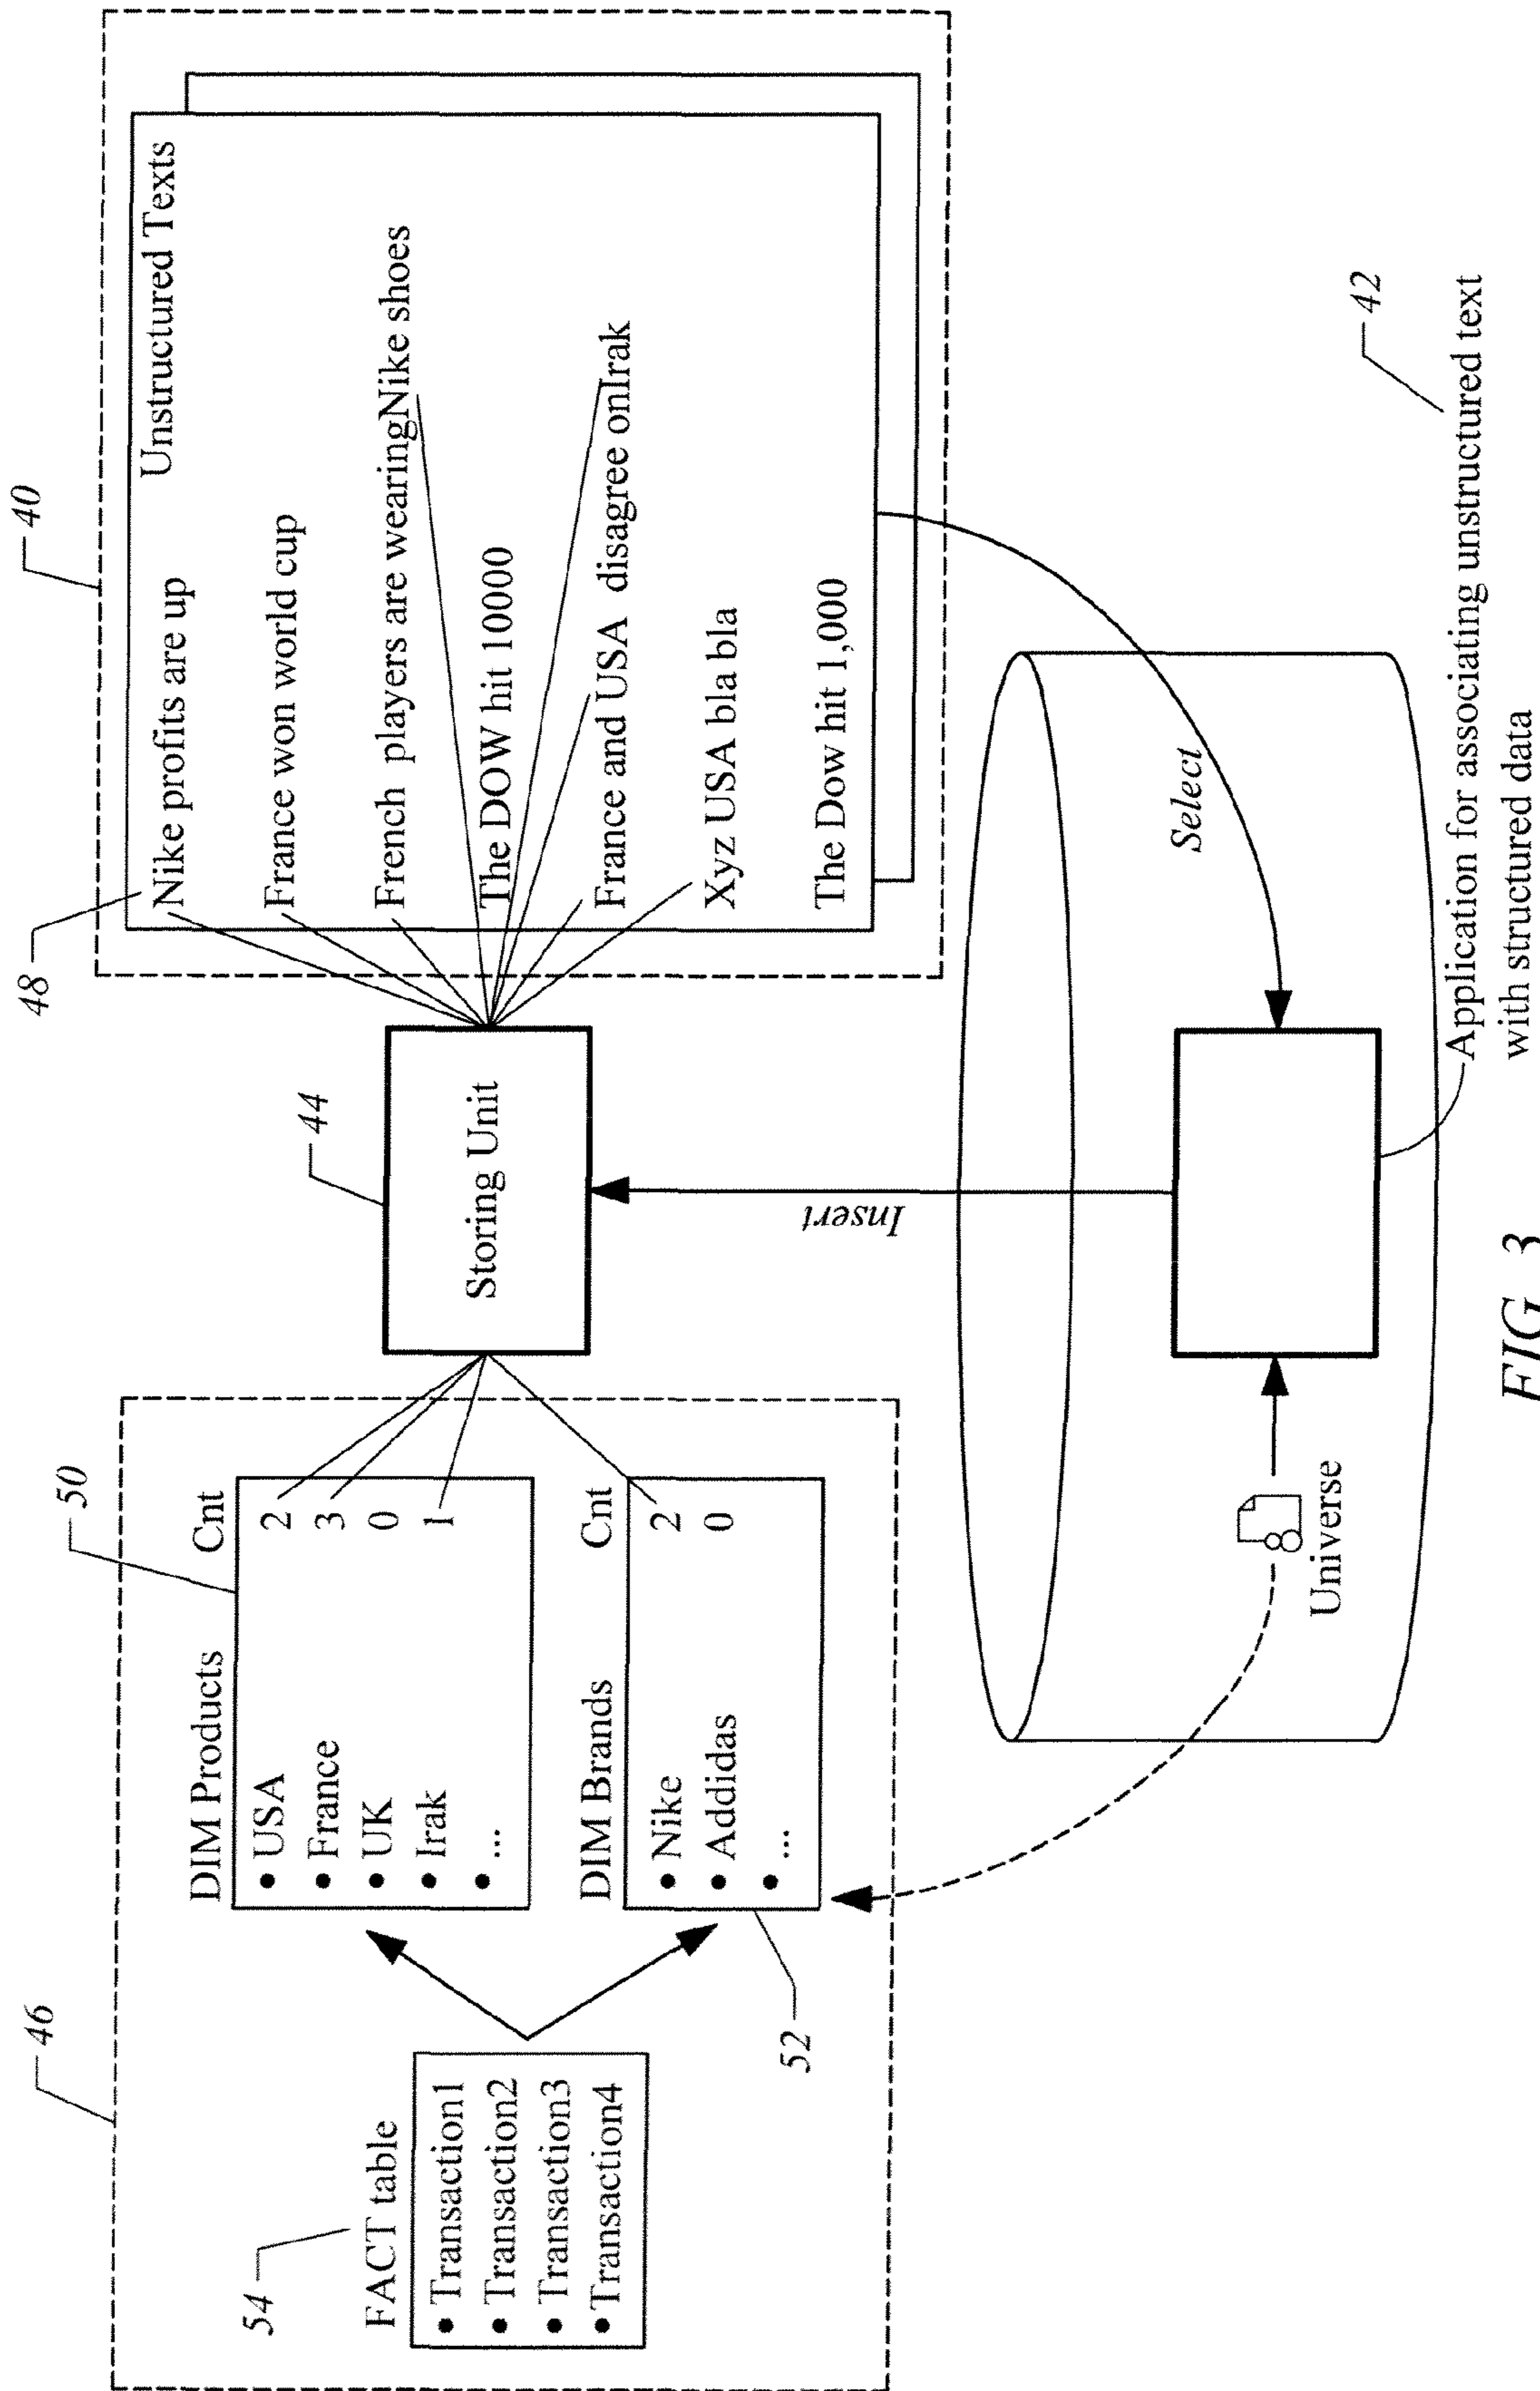 46
54
FACT table
• Transaction1
• Transaction2
• Transaction3
• Transaction4
50
DIM Products Cnt
• USA 2
• France 3
• UK 0
• Irak 1
• ...
DIM Brands Cnt
• Nike 2
• Addidas 0
• ...
52
44
Storing Unit
Insert
40
48
Unstructured Texts
Nike profits are up
France won world cup
French players are wearingNike shoes
The DOW hit 10000
France and USA disagree onIrak
Xyz USA bla bla
The Dow hit 1,000
Select
Universe
42
Application for associating unstructured text
with structured data
FIG. 3